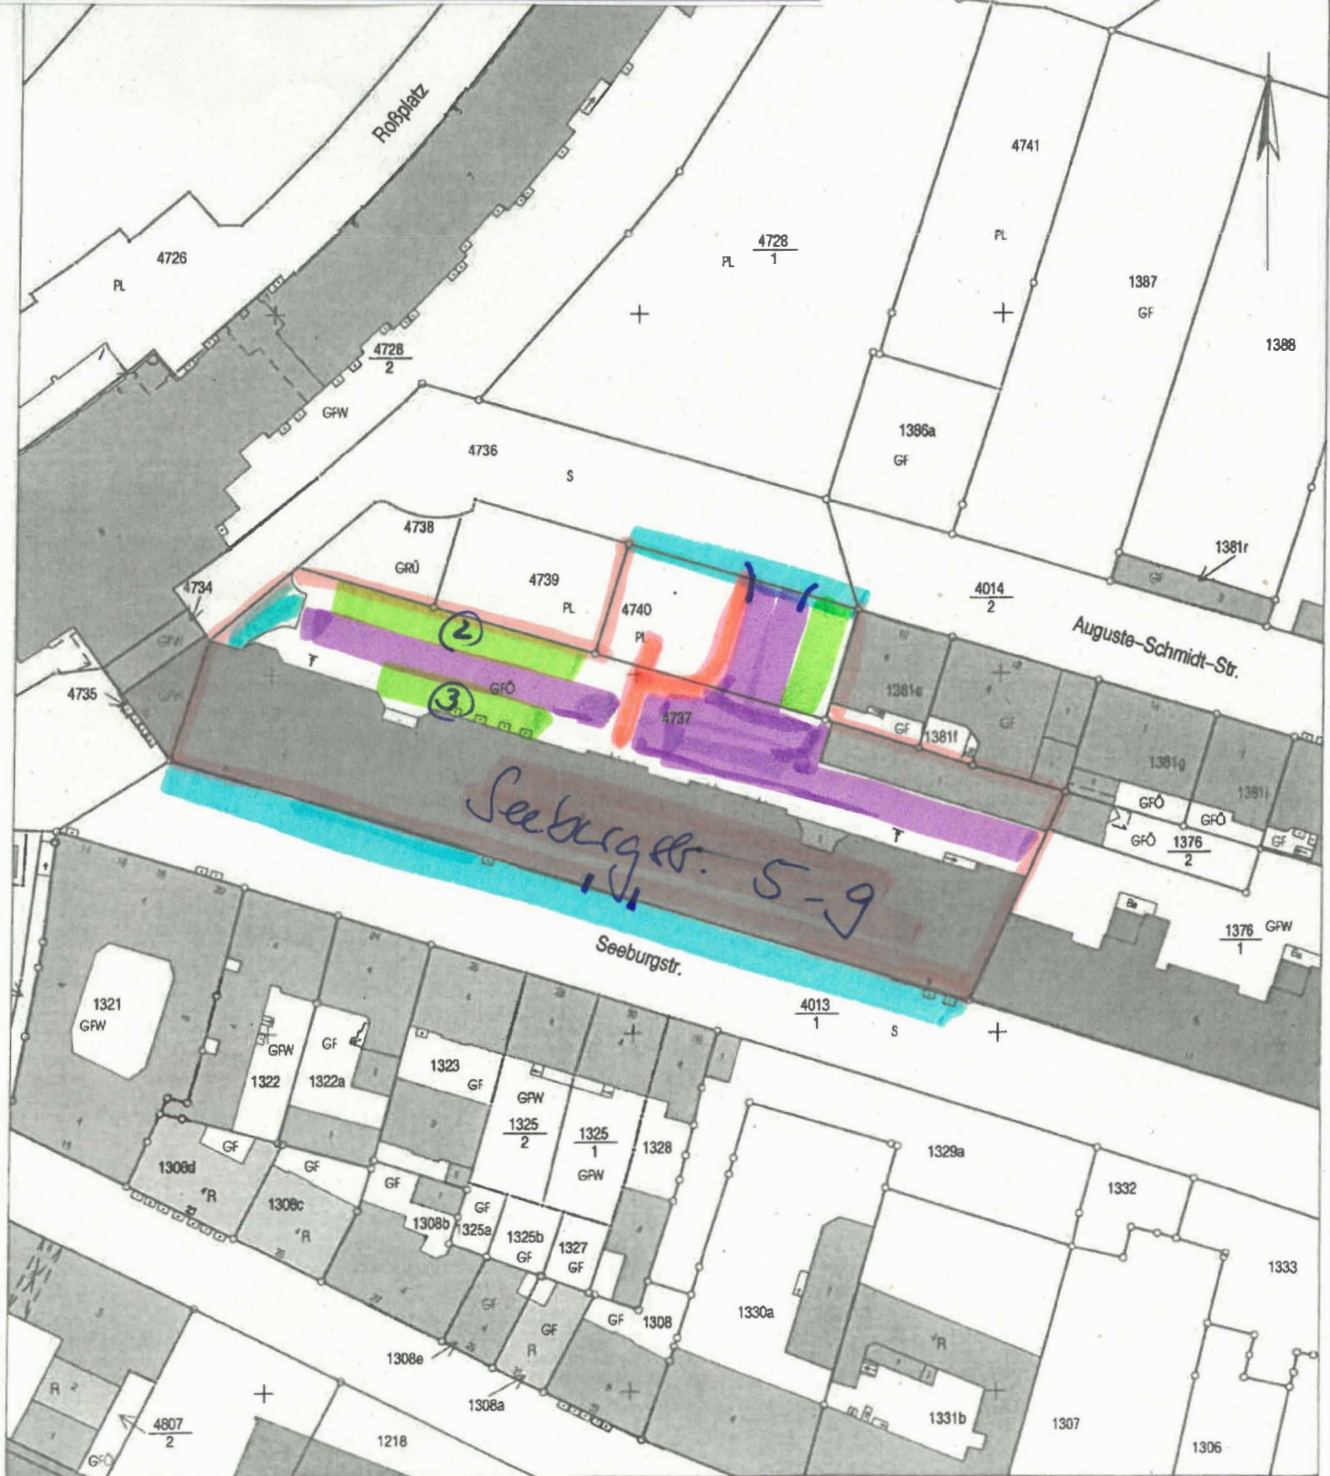 Roßplatz
4741
4726
PL
4728
1
PL
PL
1387
GF
1388
4728
2
GFW
1386a
GF
4736
S
4738
GRÜ
4739
PL
4734
4740
PL
1381r
GF
4014
2
Auguste-Schmidt-Str.
GFW
GFW
4735
②
③
GFÖ
4737
1381e
GF
GF
1381f
1381g
1381i
GFÖ
GFÖ
GFÖ
1376
2
GF
Seeburgstr. 5-9
Seeburgstr.
4013
1
S
1376
1
GFW
1321
GFW
GFW
1322
GF
1322a
1323
GF
GFW
1325
2
1325
1
GFW
1328
1329a
1332
1333
1308d
GF
R
1308c
R
GF
GF
1308b
GF
1325a
1325b
GF
1327
GF
GF
GF
R
GF
1308
1330a
1308e
1308a
R
1331b
1307
1306
R
4807
2
GFÖ
1218